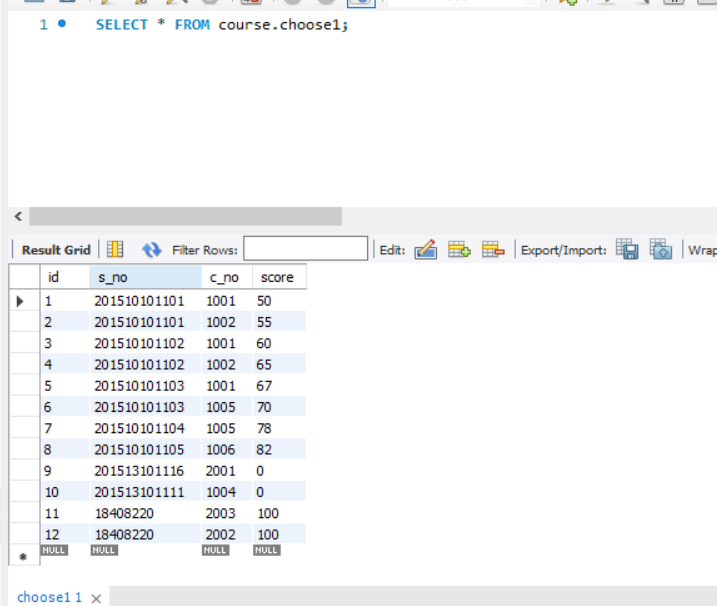 1 SELECT * FROM course.choose1;
Result Grid Filter Rows: Edit: Export/Import: Wrap
id s_no c_no score
1 201510101101 1001 50
2 201510101101 1002 55
3 201510101102 1001 60
4 201510101102 1002 65
5 201510101103 1001 67
6 201510101103 1005 70
7 201510101104 1005 78
8 201510101105 1006 82
9 201513101116 2001 0
10 201513101111 1004 0
11 18408220 2003 100
12 18408220 2002 100
NULL NULL NULL NULL
choose1 1